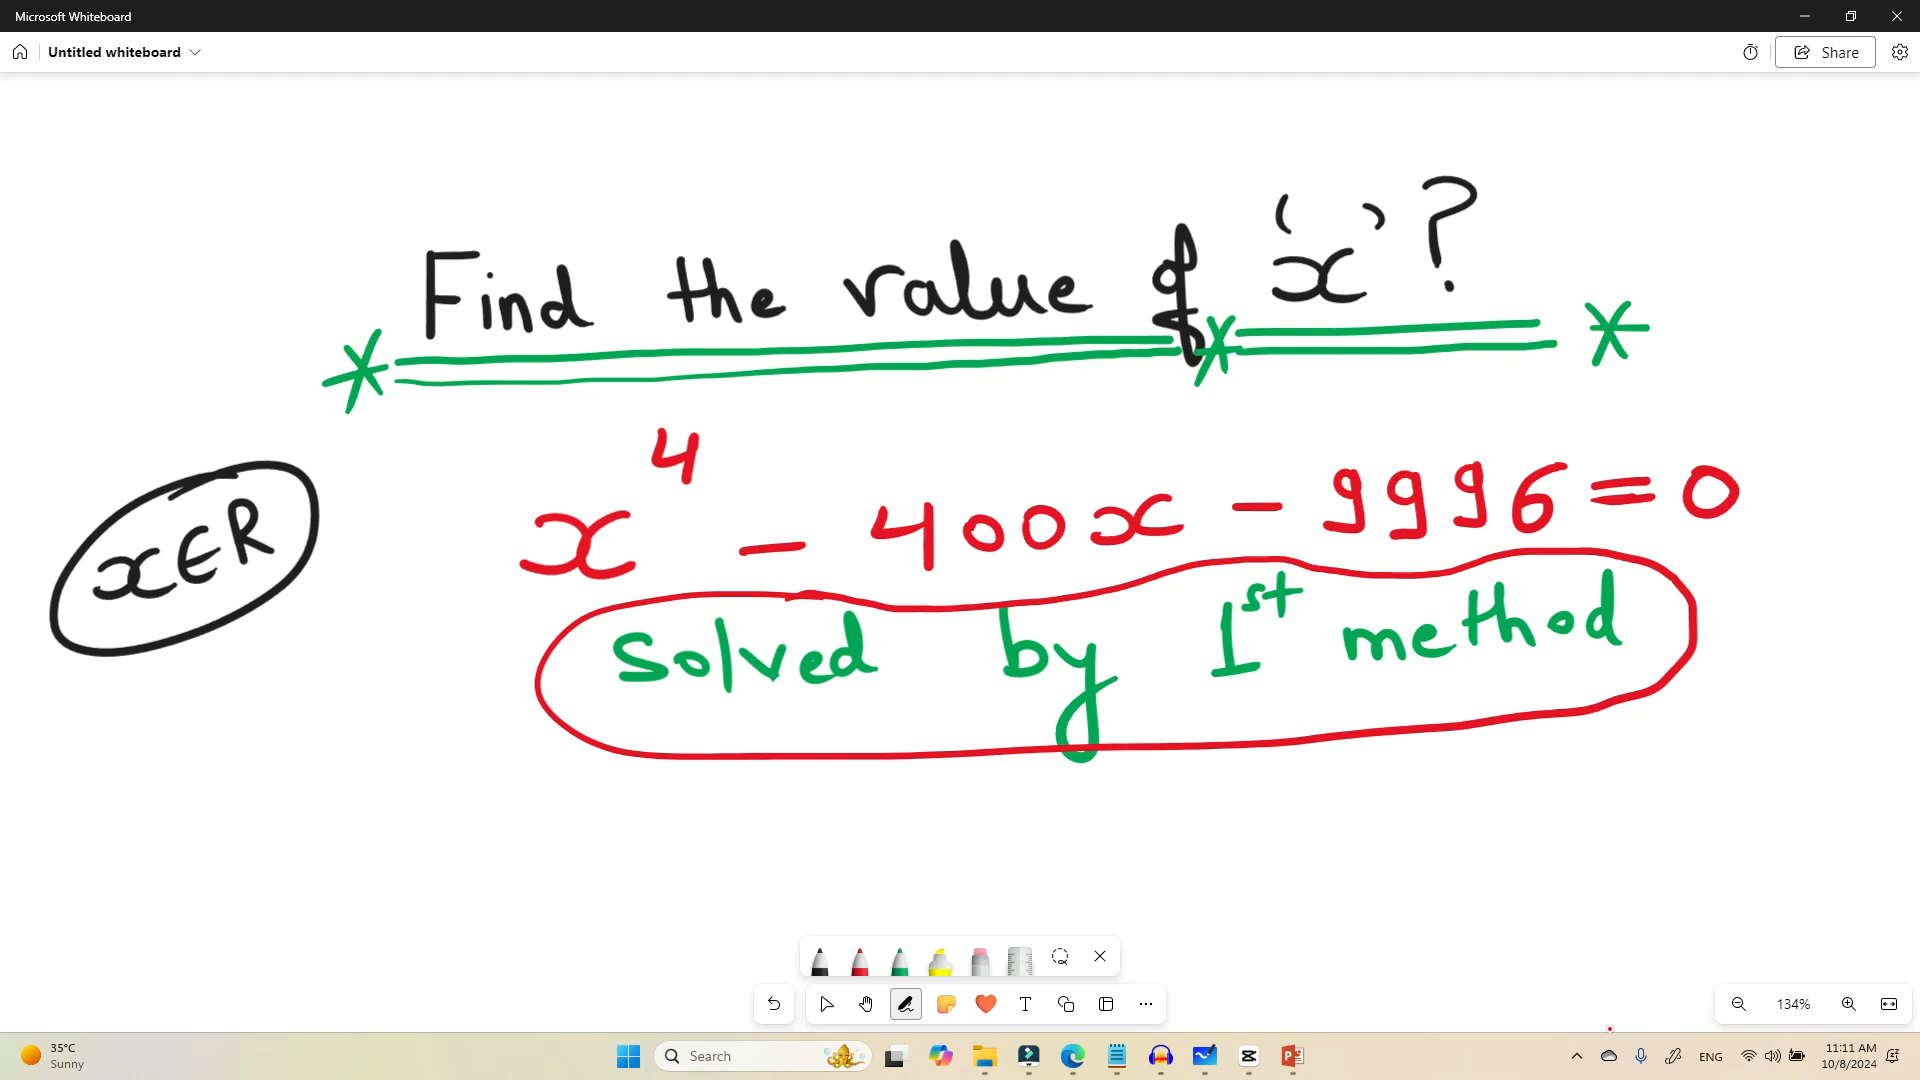 Microsoft Whiteboard
Untitled whiteboard
Share
Find the value of 'x'?
x⁴ - 400x - 9996 = 0
x∈R
solved by 1st method
134%
35°C
Sunny
Search
ENG
11:11 AM
10/8/2024